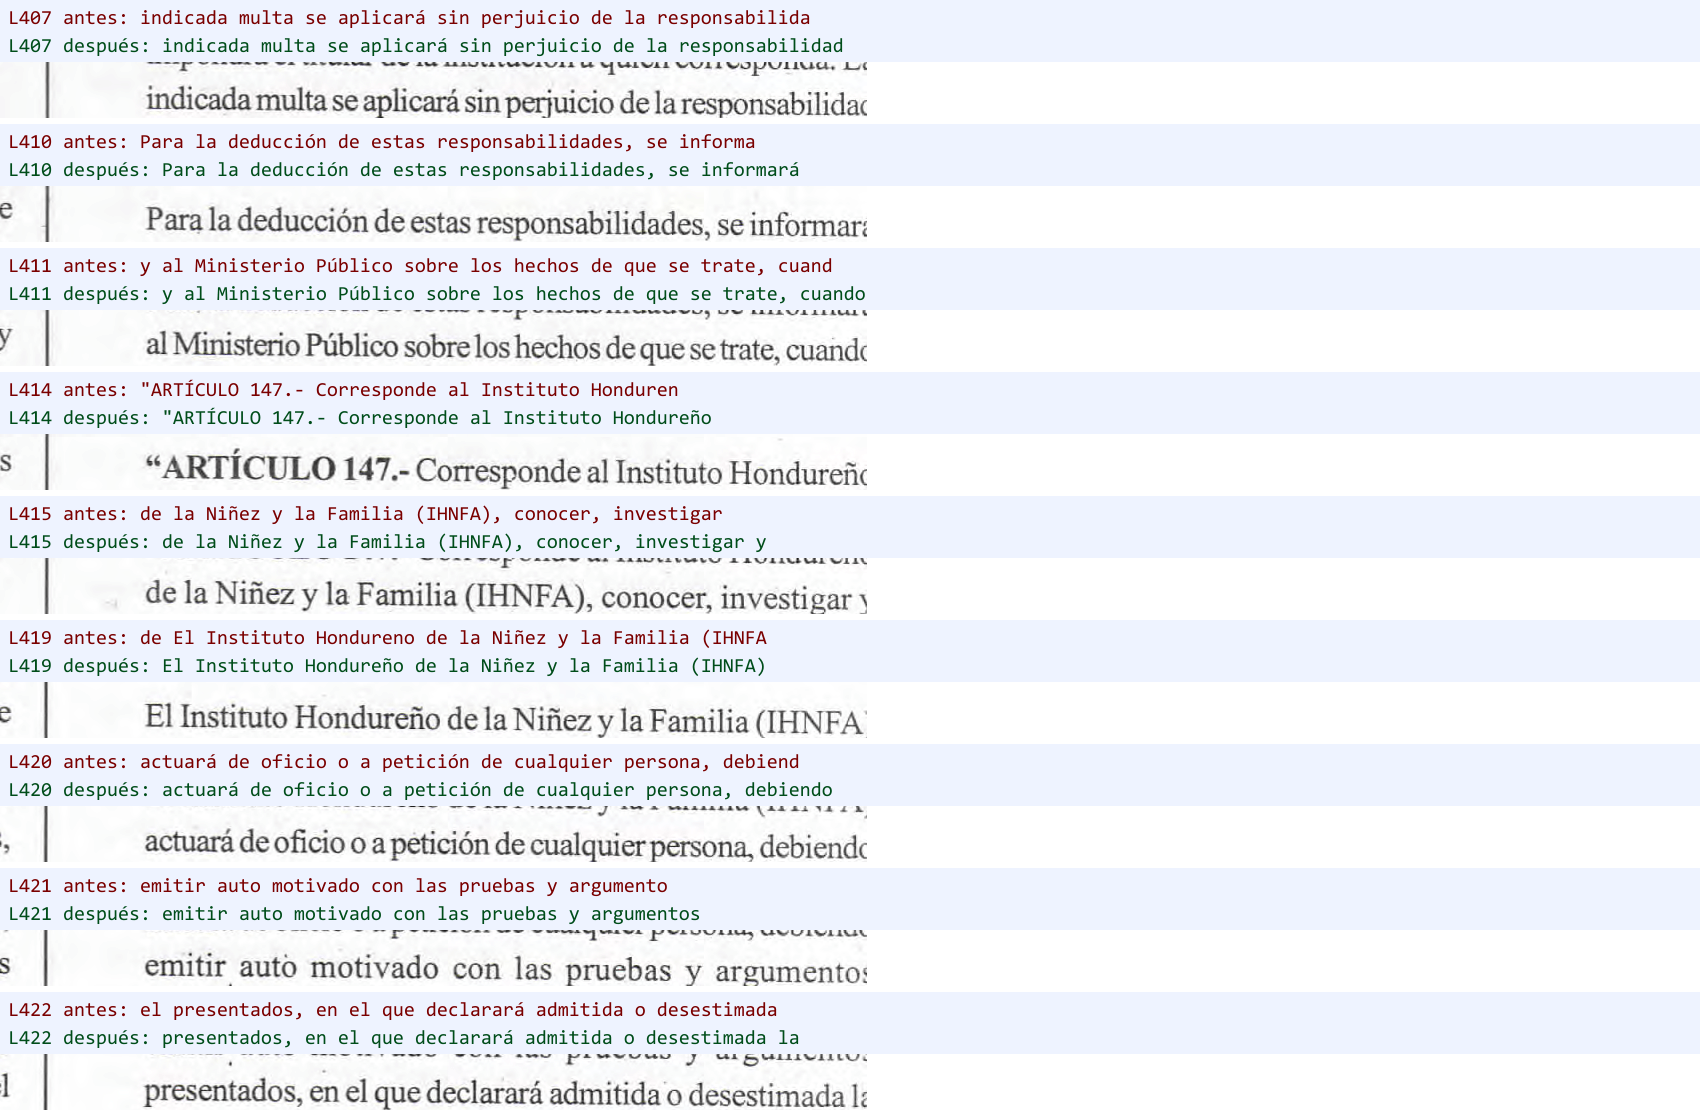 L407 antes: indicada multa se aplicará sin perjuicio de la responsabilida
L407 después: indicada multa se aplicará sin perjuicio de la responsabilidad
impondrá el titular de la institución a quien corresponda. La
indicada multa se aplicará sin perjuicio de la responsabilidad
L410 antes: Para la deducción de estas responsabilidades, se informa
L410 después: Para la deducción de estas responsabilidades, se informará
e Para la deducción de estas responsabilidades, se informará
L411 antes: y al Ministerio Público sobre los hechos de que se trate, cuand
L411 después: y al Ministerio Público sobre los hechos de que se trate, cuando
y al Ministerio Público sobre los hechos de que se trate, cuando
L414 antes: "ARTÍCULO 147.- Corresponde al Instituto Honduren
L414 después: "ARTÍCULO 147.- Corresponde al Instituto Hondureño
s “ARTÍCULO 147.- Corresponde al Instituto Hondureño
L415 antes: de la Niñez y la Familia (IHNFA), conocer, investigar
L415 después: de la Niñez y la Familia (IHNFA), conocer, investigar y
de la Niñez y la Familia (IHNFA), conocer, investigar y
L419 antes: de El Instituto Hondureno de la Niñez y la Familia (IHNFA
L419 después: El Instituto Hondureño de la Niñez y la Familia (IHNFA)
e El Instituto Hondureño de la Niñez y la Familia (IHNFA)
L420 antes: actuará de oficio o a petición de cualquier persona, debiend
L420 después: actuará de oficio o a petición de cualquier persona, debiendo
s, actuará de oficio o a petición de cualquier persona, debiendo
L421 antes: emitir auto motivado con las pruebas y argumento
L421 después: emitir auto motivado con las pruebas y argumentos
s emitir auto motivado con las pruebas y argumentos
L422 antes: el presentados, en el que declarará admitida o desestimada
L422 después: presentados, en el que declarará admitida o desestimada la
el presentados, en el que declarará admitida o desestimada la